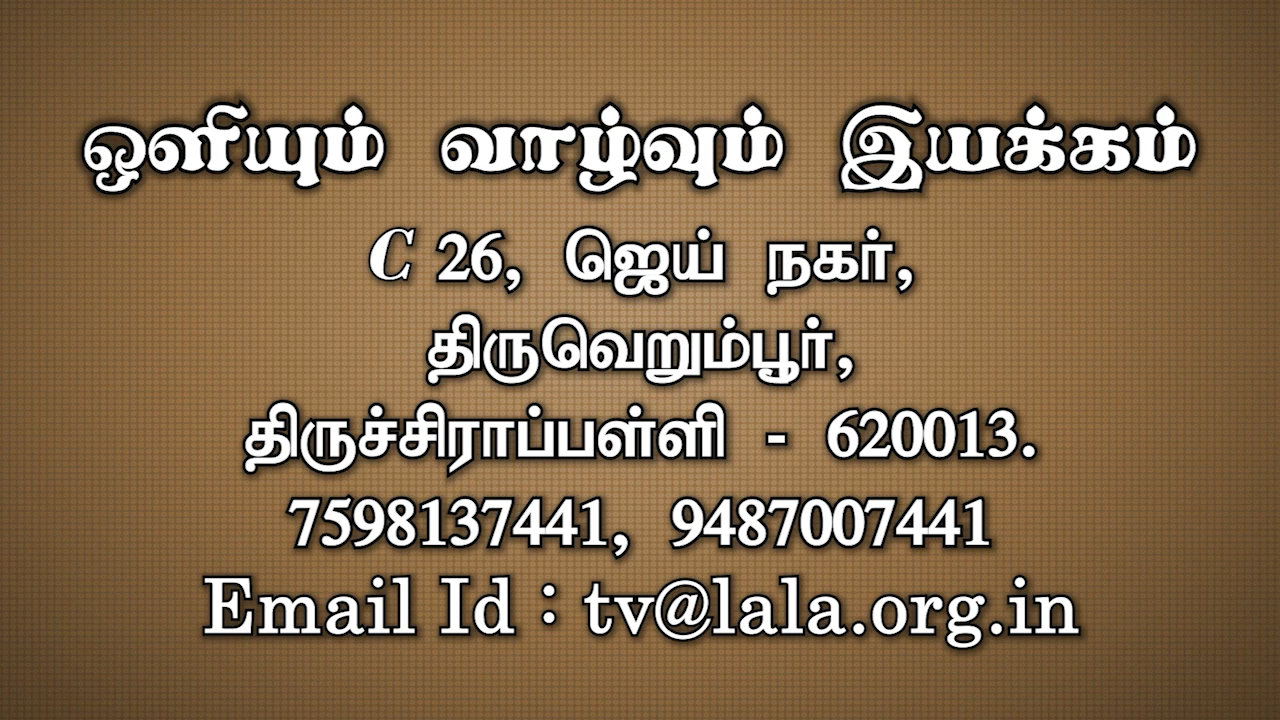 ஒளியும் வாழ்வும் இயக்கம்
C 26, ஜெய் நகர்,
திருவெறும்பூர்,
திருச்சிராப்பள்ளி - 620013.
7598137441, 9487007441
Email Id : tv@lala.org.in